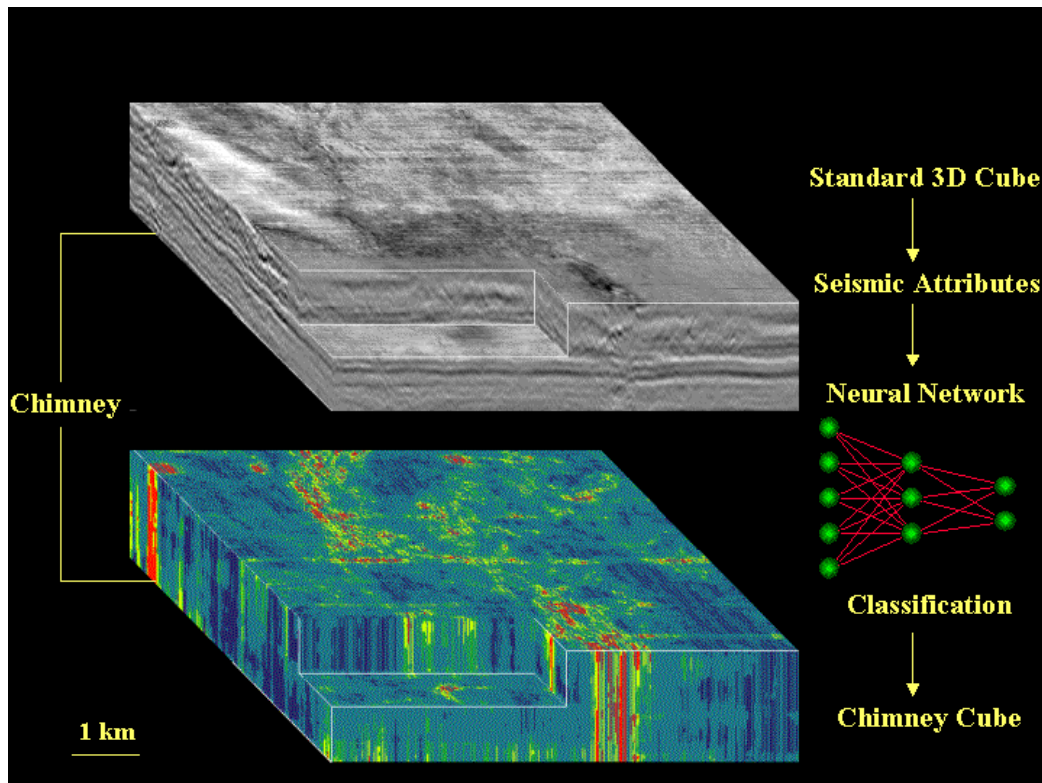 Standard 3D Cube
Seismic Attributes
Chimney
Neural Network
Classification
1 km
Chimney Cube